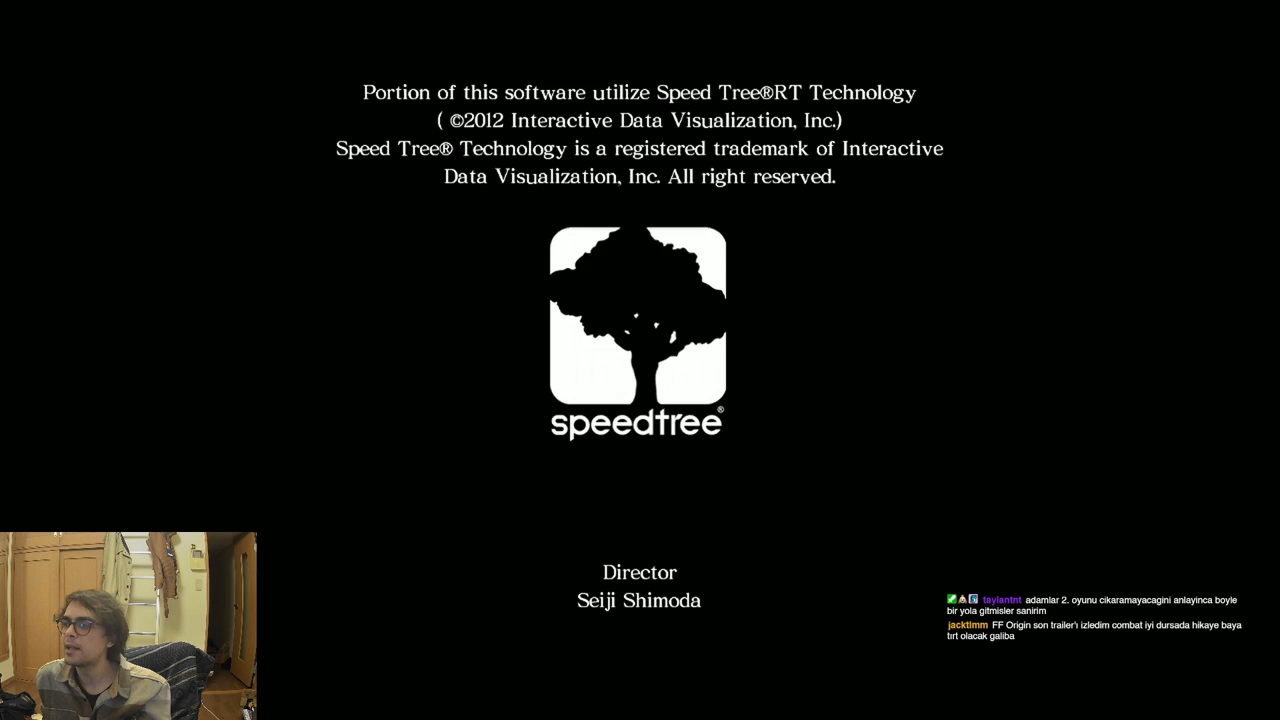 Portion of this software utilize Speed Tree®RT Technology
( ©2012 Interactive Data Visualization, Inc.)
Speed Tree® Technology is a registered trademark of Interactive
Data Visualization, Inc. All right reserved.
speedtree®
Director
Seiji Shimoda
taylantnt adamlar 2. oyunu cikaramayacagini anlayinca boyle
bir yola gitmisler sanirim
jacktlmm FF Origin son trailer'ı izledim combat iyi dursada hikaye baya
tırt olacak galiba